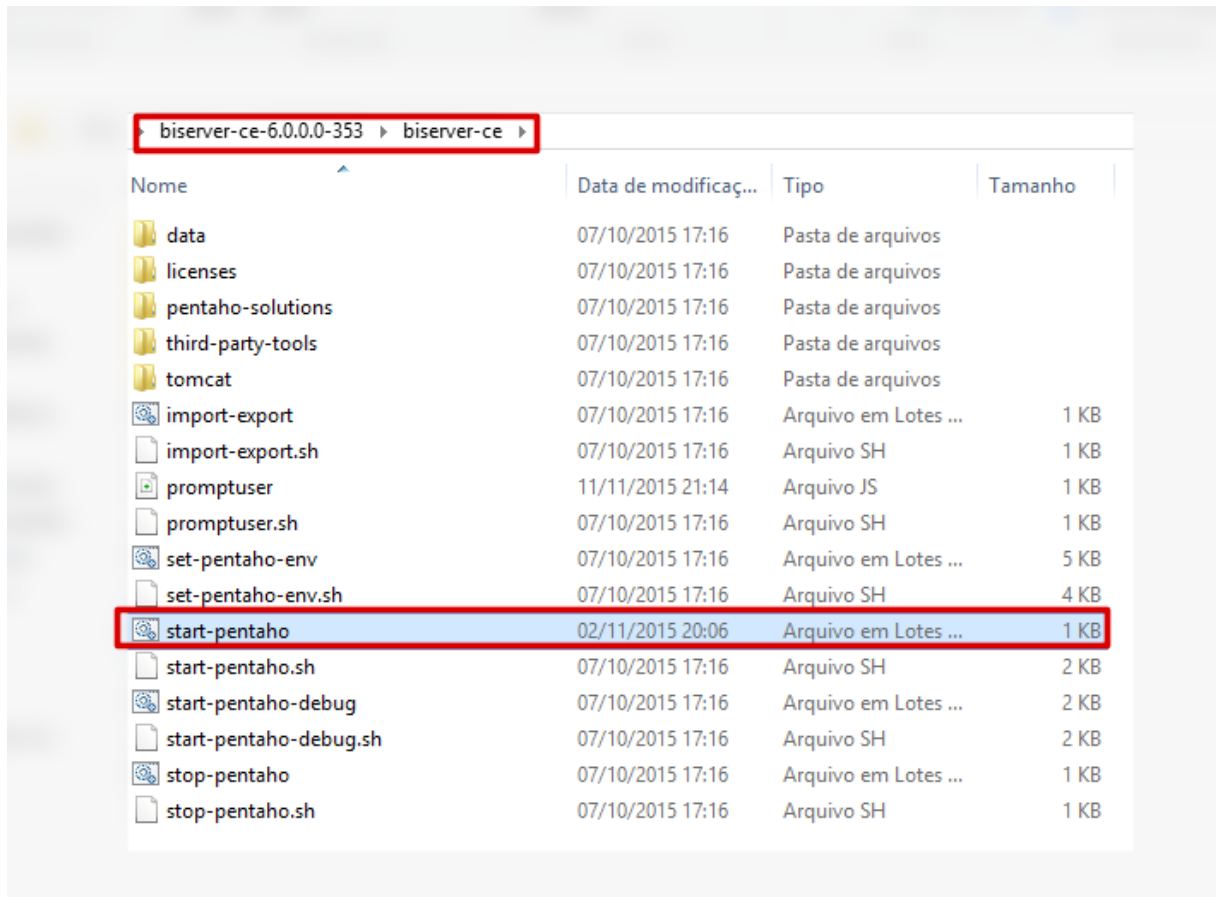 biserver-ce-6.0.0.0-353 biserver-ce
Nome Data de modificaç... Tipo Tamanho
data 07/10/2015 17:16 Pasta de arquivos
licenses 07/10/2015 17:16 Pasta de arquivos
pentaho-solutions 07/10/2015 17:16 Pasta de arquivos
third-party-tools 07/10/2015 17:16 Pasta de arquivos
tomcat 07/10/2015 17:16 Pasta de arquivos
import-export 07/10/2015 17:16 Arquivo em Lotes ... 1 KB
import-export.sh 07/10/2015 17:16 Arquivo SH 1 KB
promptuser 11/11/2015 21:14 Arquivo JS 1 KB
promptuser.sh 07/10/2015 17:16 Arquivo SH 1 KB
set-pentaho-env 07/10/2015 17:16 Arquivo em Lotes ... 5 KB
set-pentaho-env.sh 07/10/2015 17:16 Arquivo SH 4 KB
start-pentaho 02/11/2015 20:06 Arquivo em Lotes ... 1 KB
start-pentaho.sh 07/10/2015 17:16 Arquivo SH 2 KB
start-pentaho-debug 07/10/2015 17:16 Arquivo em Lotes ... 2 KB
start-pentaho-debug.sh 07/10/2015 17:16 Arquivo SH 2 KB
stop-pentaho 07/10/2015 17:16 Arquivo em Lotes ... 1 KB
stop-pentaho.sh 07/10/2015 17:16 Arquivo SH 1 KB